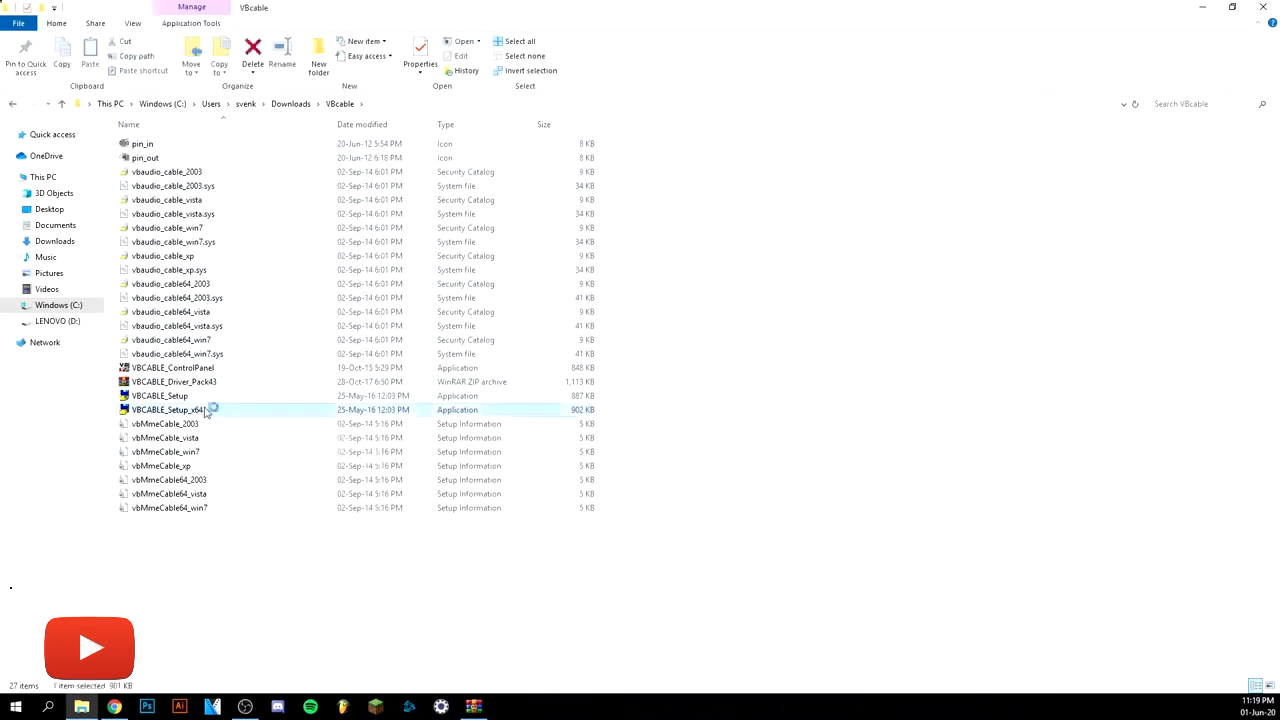 Manage
VBcable
File
Home
Share
View
Application Tools
Pin to Quick access
Copy
Paste
Cut
Copy path
Paste shortcut
Move to
Copy to
Delete
Rename
New folder
New item
Easy access
Properties
Open
Edit
History
Select all
Select none
Invert selection
Clipboard
Organize
New
Open
Select
This PC > Windows (C:) > Users > svenk > Downloads > VBcable >
Search VBcable
Name Date modified Type Size
Quick access
OneDrive
This PC
3D Objects
Desktop
Documents
Downloads
Music
Pictures
Videos
Windows (C:)
LENOVO (D:)
Network
pin_in 20-Jun-12 5:54 PM Icon 8 KB
pin_out 20-Jun-12 6:18 PM Icon 8 KB
vbaudio_cable_2003 02-Sep-14 6:01 PM Security Catalog 9 KB
vbaudio_cable_2003.sys 02-Sep-14 6:01 PM System file 34 KB
vbaudio_cable_vista 02-Sep-14 6:01 PM Security Catalog 9 KB
vbaudio_cable_vista.sys 02-Sep-14 6:01 PM System file 34 KB
vbaudio_cable_win7 02-Sep-14 6:01 PM Security Catalog 9 KB
vbaudio_cable_win7.sys 02-Sep-14 6:01 PM System file 34 KB
vbaudio_cable_xp 02-Sep-14 6:01 PM Security Catalog 9 KB
vbaudio_cable_xp.sys 02-Sep-14 6:01 PM System file 34 KB
vbaudio_cable64_2003 02-Sep-14 6:01 PM Security Catalog 9 KB
vbaudio_cable64_2003.sys 02-Sep-14 6:01 PM System file 41 KB
vbaudio_cable64_vista 02-Sep-14 6:01 PM Security Catalog 9 KB
vbaudio_cable64_vista.sys 02-Sep-14 6:01 PM System file 41 KB
vbaudio_cable64_win7 02-Sep-14 6:01 PM Security Catalog 9 KB
vbaudio_cable64_win7.sys 02-Sep-14 6:01 PM System file 41 KB
VBCABLE_ControlPanel 19-Oct-15 5:29 PM Application 848 KB
VBCABLE_Driver_Pack43 28-Oct-17 6:50 PM WinRAR ZIP archive 1,113 KB
VBCABLE_Setup 25-May-16 12:03 PM Application 887 KB
VBCABLE_Setup_x64 25-May-16 12:03 PM Application 902 KB
vbMmeCable_2003 02-Sep-14 5:16 PM Setup Information 5 KB
vbMmeCable_vista 02-Sep-14 5:16 PM Setup Information 5 KB
vbMmeCable_win7 02-Sep-14 5:16 PM Setup Information 5 KB
vbMmeCable_xp 02-Sep-14 5:16 PM Setup Information 5 KB
vbMmeCable64_2003 02-Sep-14 5:16 PM Setup Information 5 KB
vbMmeCable64_vista 02-Sep-14 5:16 PM Setup Information 5 KB
vbMmeCable64_win7 02-Sep-14 5:16 PM Setup Information 5 KB
27 items 1 item selected 901 KB
Ps
Ai
11:19 PM
01-Jun-20